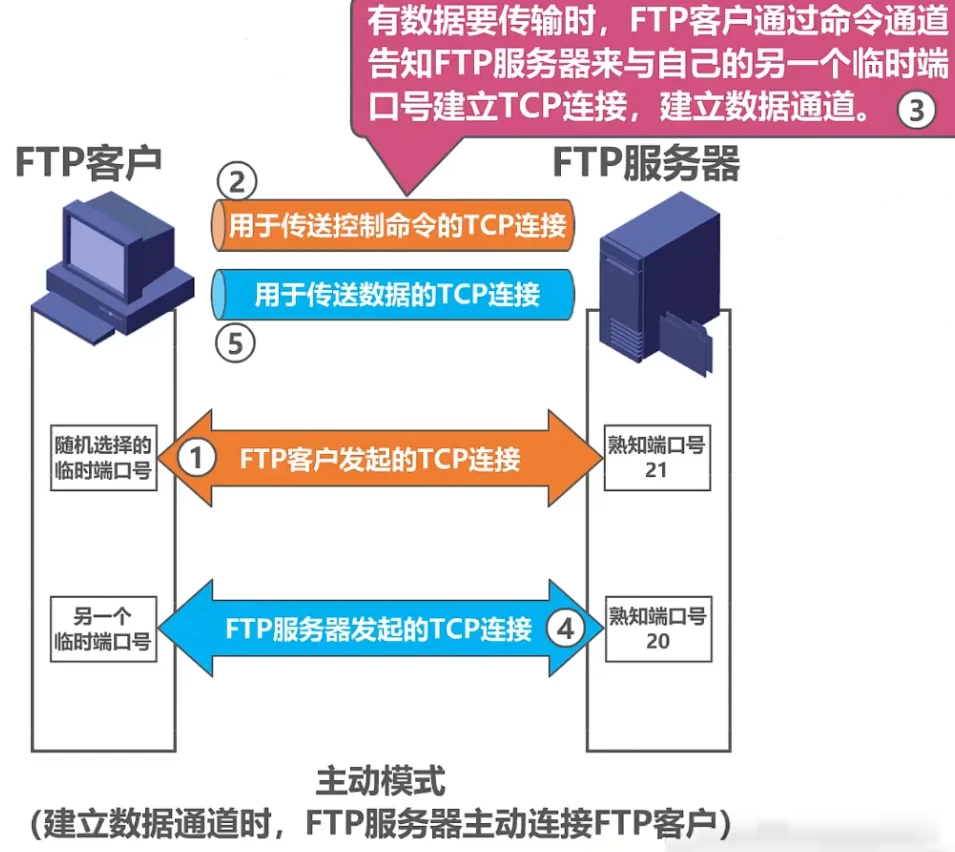 有数据要传输时，FTP客户通过命令通道
告知FTP服务器来与自己的另一个临时端
口号建立TCP连接，建立数据通道。 ③
FTP客户
FTP服务器
②
用于传送控制命令的TCP连接
用于传送数据的TCP连接
⑤
随机选择的
临时端口号
① FTP客户发起的TCP连接
熟知端口号
21
另一个
临时端口号
FTP服务器发起的TCP连接 ④
熟知端口号
20
主动模式
(建立数据通道时，FTP服务器主动连接FTP客户)